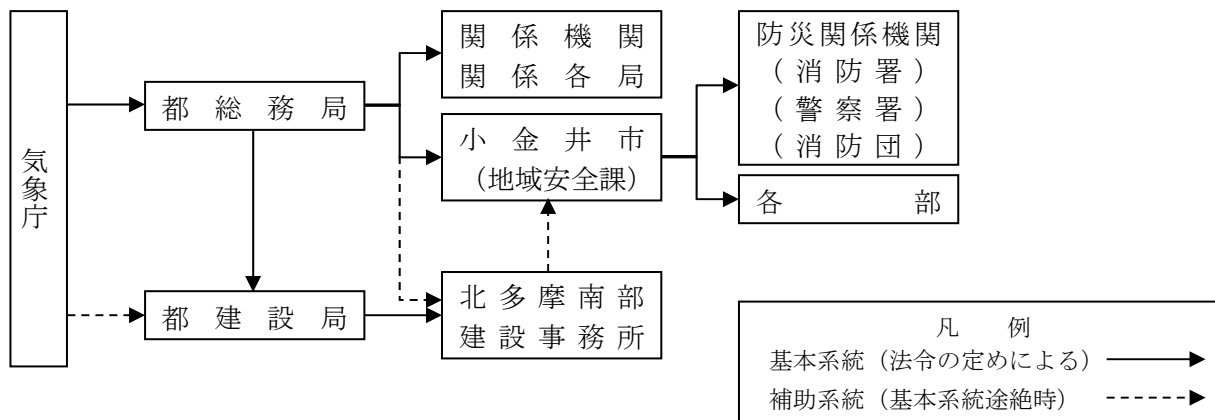 気象庁
都総務局
都建設局
関係機関
関係各局
小金井市
（地域安全課）
北多摩南部
建設事務所
防災関係機関
（消防署）
（警察署）
（消防団）
各部
凡例
基本系統（法令の定めによる）
補助系統（基本系統途絶時）